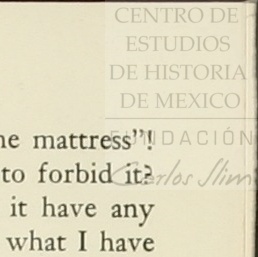 CENTRO DE
ESTUDIOS
DE HISTORIA
DE MEXICO
FUNDACIÓN
Carlos Slim
ne mattress"!
to forbid it?
it have any
what I have